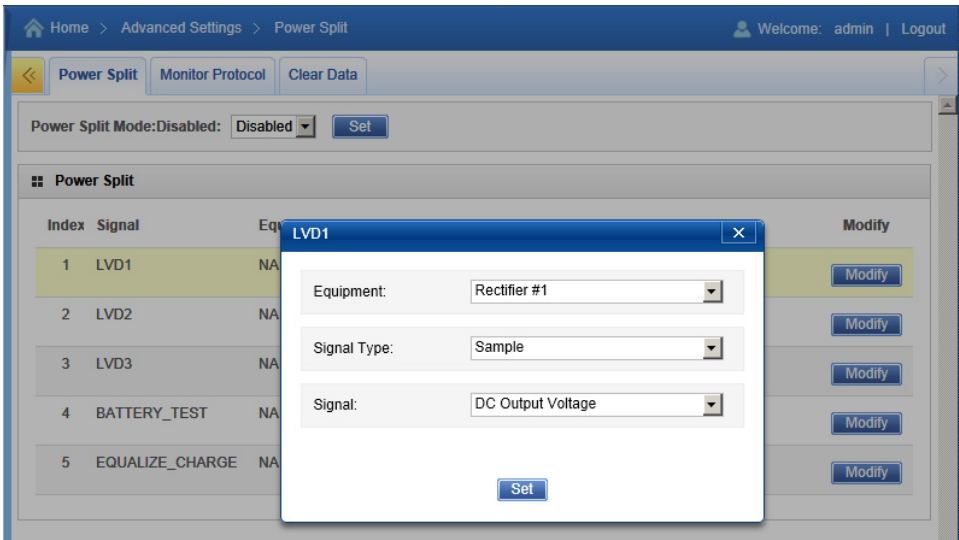 Home > Advanced Settings > Power Split Welcome: admin | Logout
Power Split Monitor Protocol Clear Data
Power Split Mode:Disabled: Disabled Set
Power Split
Index Signal Equ Modify
LVD1
1 LVD1 NA Modify
Equipment: Rectifier #1
2 LVD2 NA Modify
Signal Type: Sample
3 LVD3 NA Modify
Signal: DC Output Voltage
4 BATTERY_TEST NA Modify
5 EQUALIZE_CHARGE NA Modify
Set